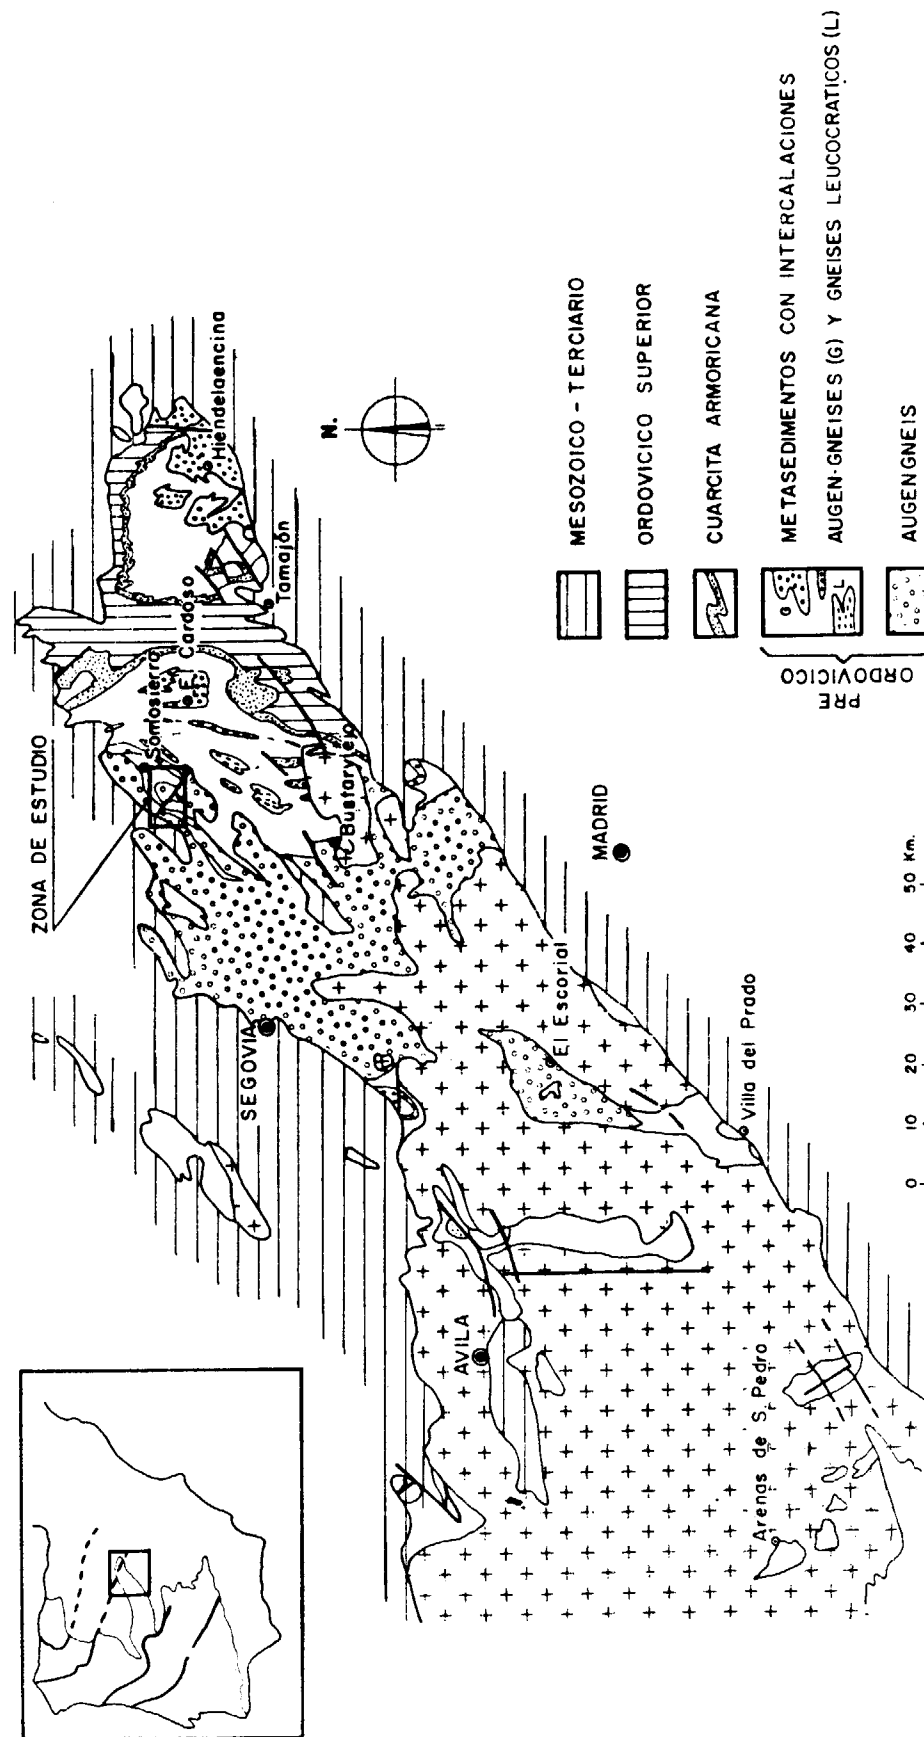 ZONA DE ESTUDIO
Somosierra
El Cardoso
Hiendelaencina
Tamajón
SEGOVIA
Bustarviejo
N.
AVILA
El Escorial
MADRID
Villa del Prado
Arenas de S. Pedro
0 10 20 30 40 50 Km.
MESOZOICO - TERCIARIO
ORDOVICICO SUPERIOR
CUARCITA ARMORICANA
PRE
ORDOVICICO
G
L
METASEDIMENTOS CON INTERCALACIONES
AUGEN-GNEISES (G) Y GNEISES LEUCOCRATICOS (L)
AUGENGNEIS